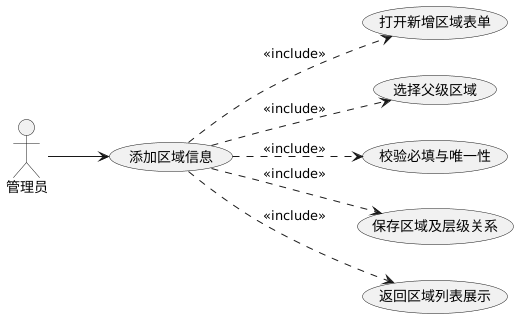 打开新增区域表单
«include»
选择父级区域
«include»
管理员
添加区域信息
«include»
校验必填与唯一性
«include»
保存区域及层级关系
«include»
返回区域列表展示